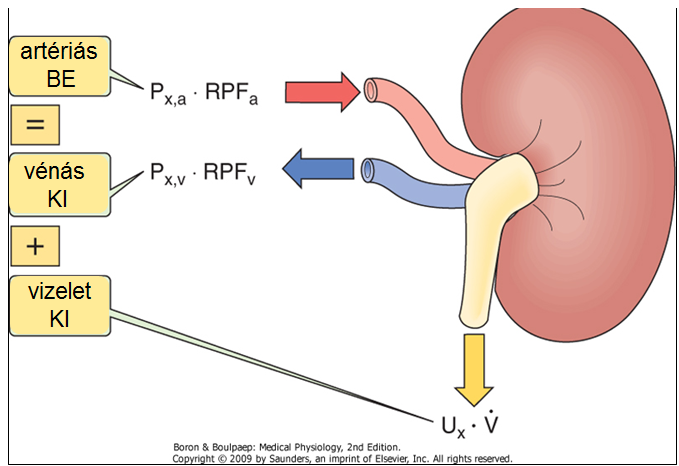 artériás
BE
Px,a · RPFa
=
vénás
KI
Px,v · RPFv
+
vizelet
KI
Ux · V̇
Boron & Boulpaep: Medical Physiology, 2nd Edition.
Copyright © 2009 by Saunders, an imprint of Elsevier, Inc. All rights reserved.